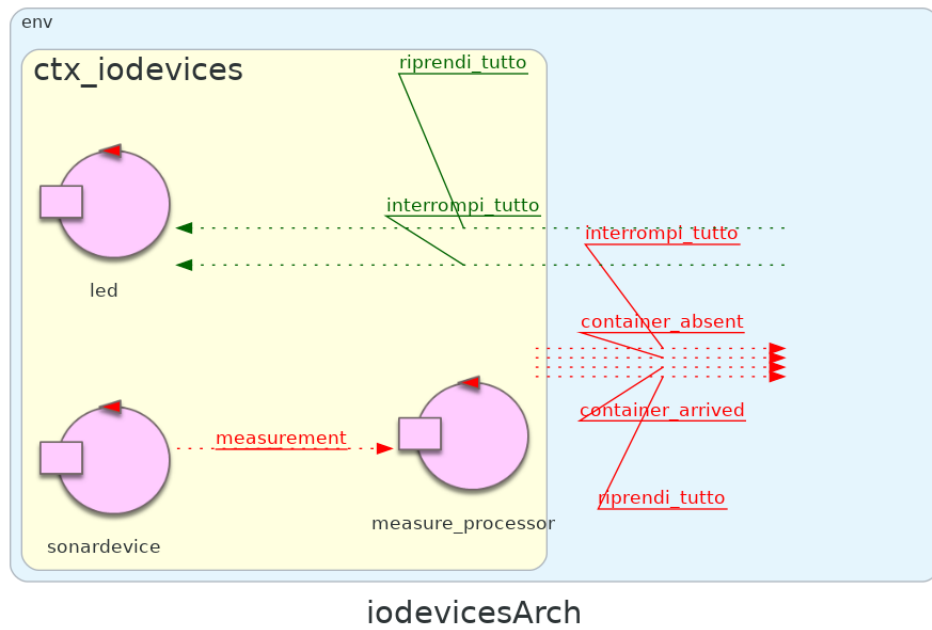 env
ctx_iodevices
riprendi_tutto
interrompi_tutto
interrompi_tutto
led
container_absent
container_arrived
measurement
riprendi_tutto
measure_processor
sonardevice
iodevicesArch